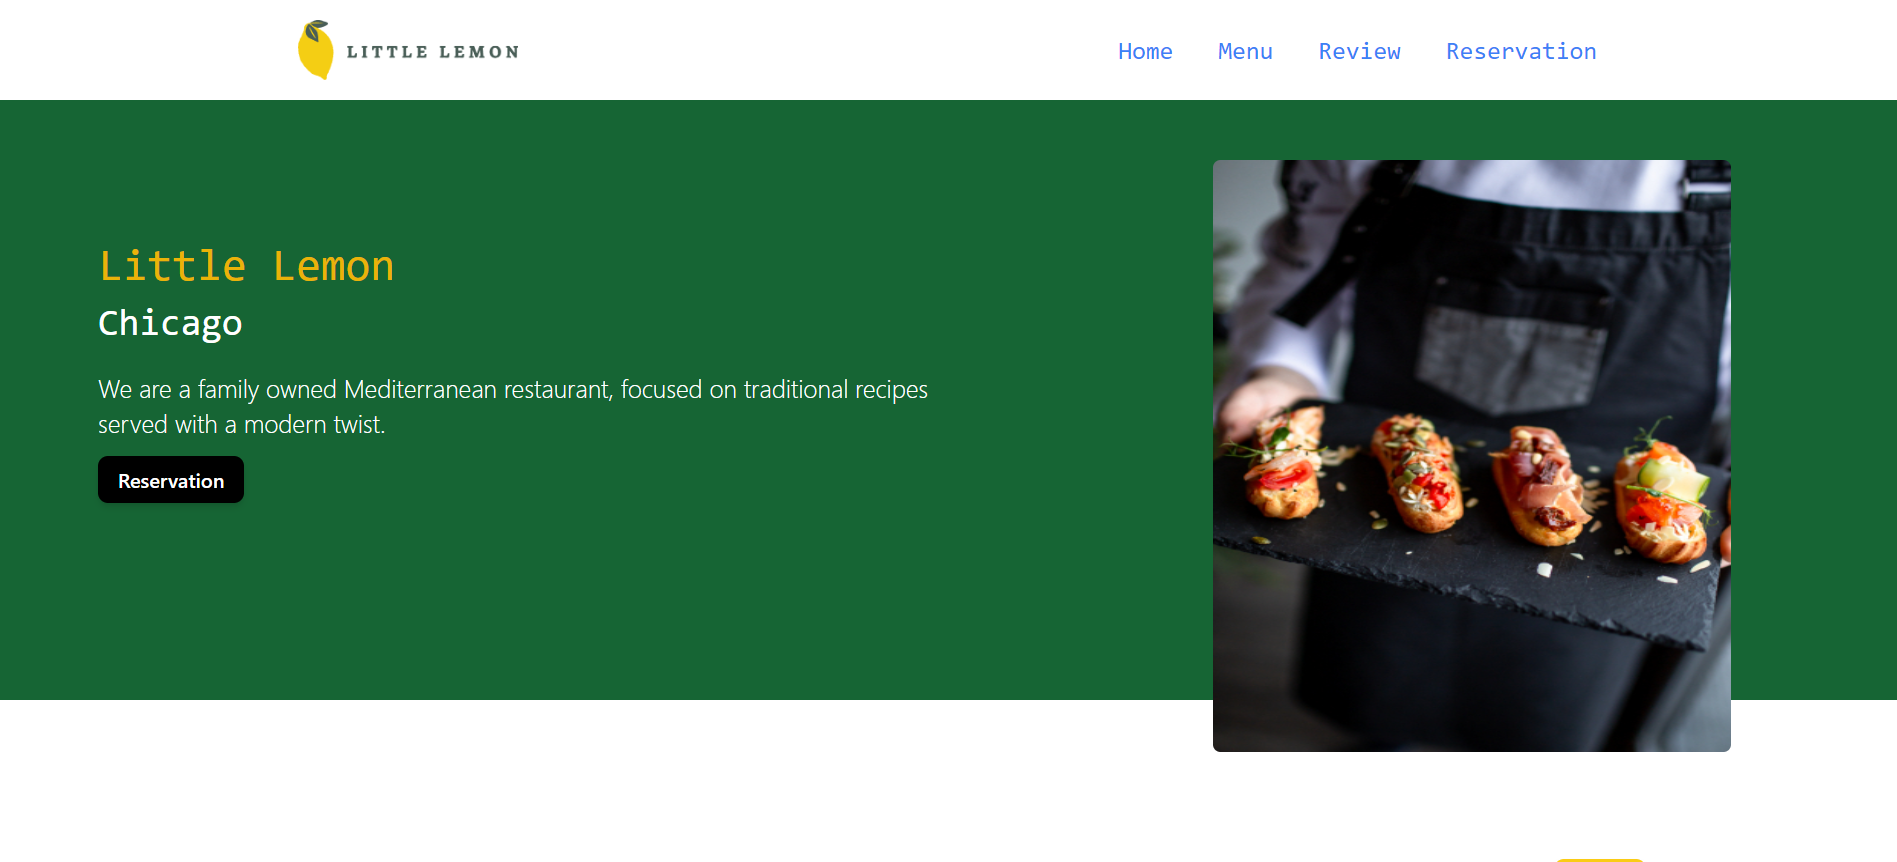 LITTLE LEMON
Home Menu Review Reservation
Little Lemon
Chicago
We are a family owned Mediterranean restaurant, focused on traditional recipes
served with a modern twist.
Reservation